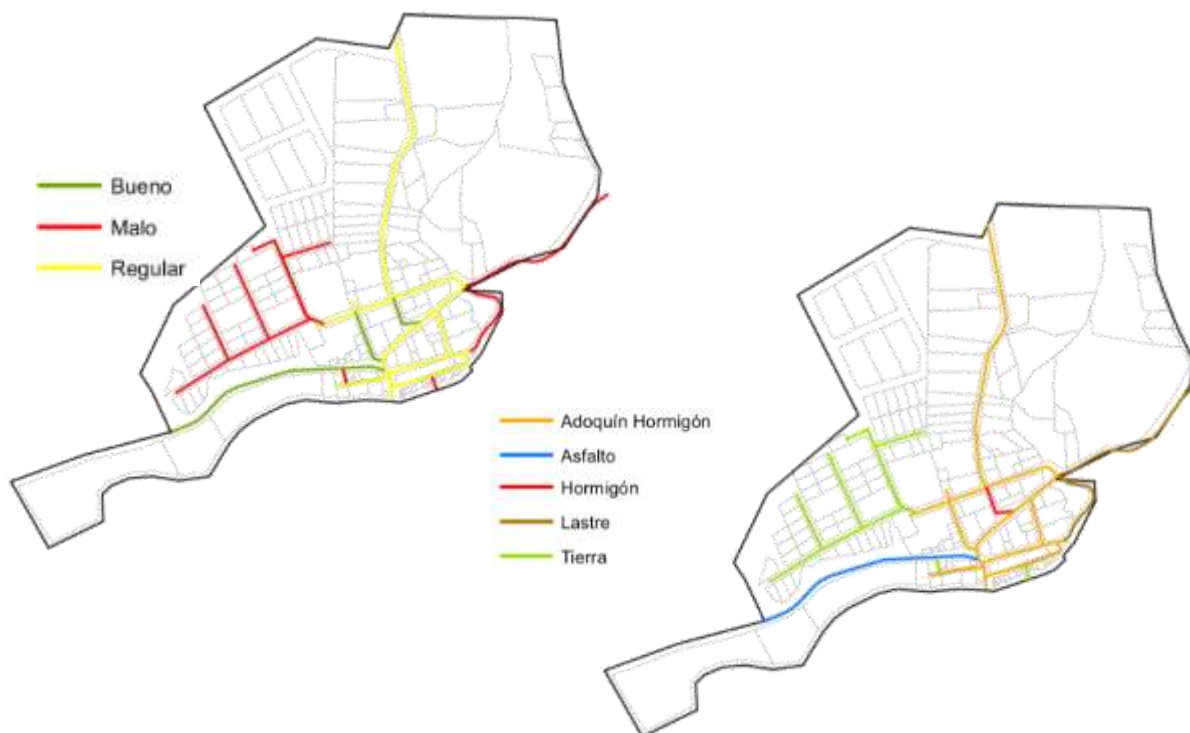 Bueno
Malo
Regular
Adoquín Hormigón
Asfalto
Hormigón
Lastre
Tierra